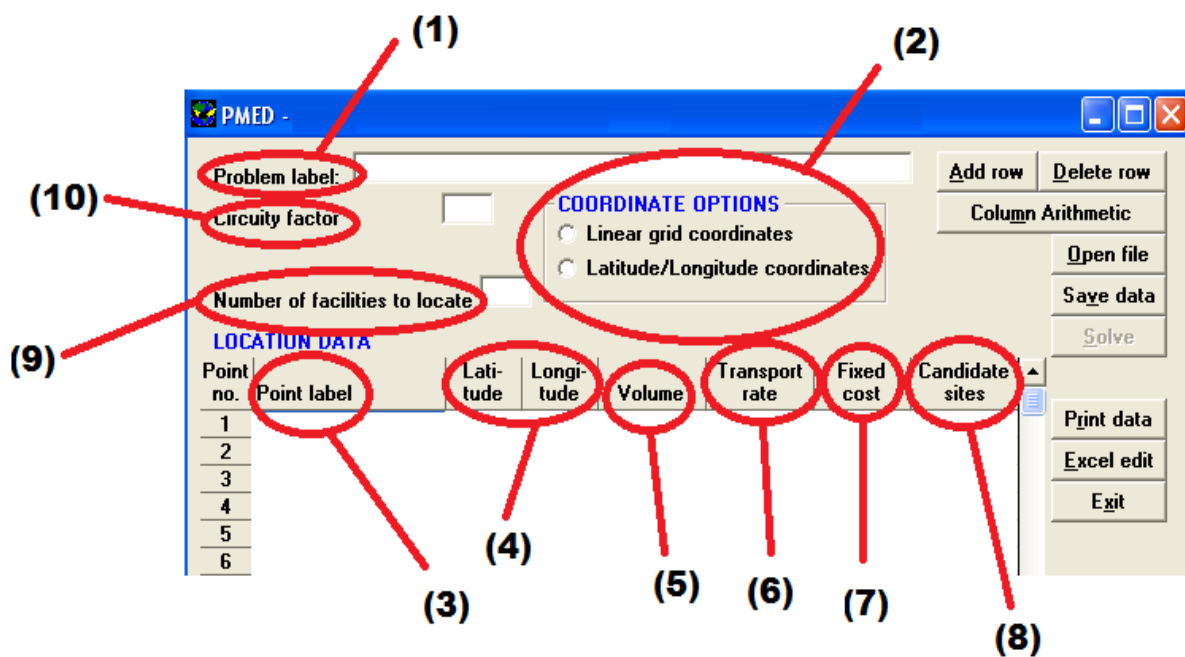 (1)
(2)
PMED -
Problem label:
Add row Delete row
(10)
Circuity factor
COORDINATE OPTIONS
Column Arithmetic
Linear grid coordinates
Open file
Latitude/Longitude coordinates
Number of facilities to locate
Save data
(9)
LOCATION DATA
Solve
Point no. Point label Lati-tude Longi-tude Volume Transport rate Fixed cost Candidate sites
1
Print data
2
Excel edit
3
4
Exit
5
6
(3)
(4)
(5)
(6)
(7)
(8)